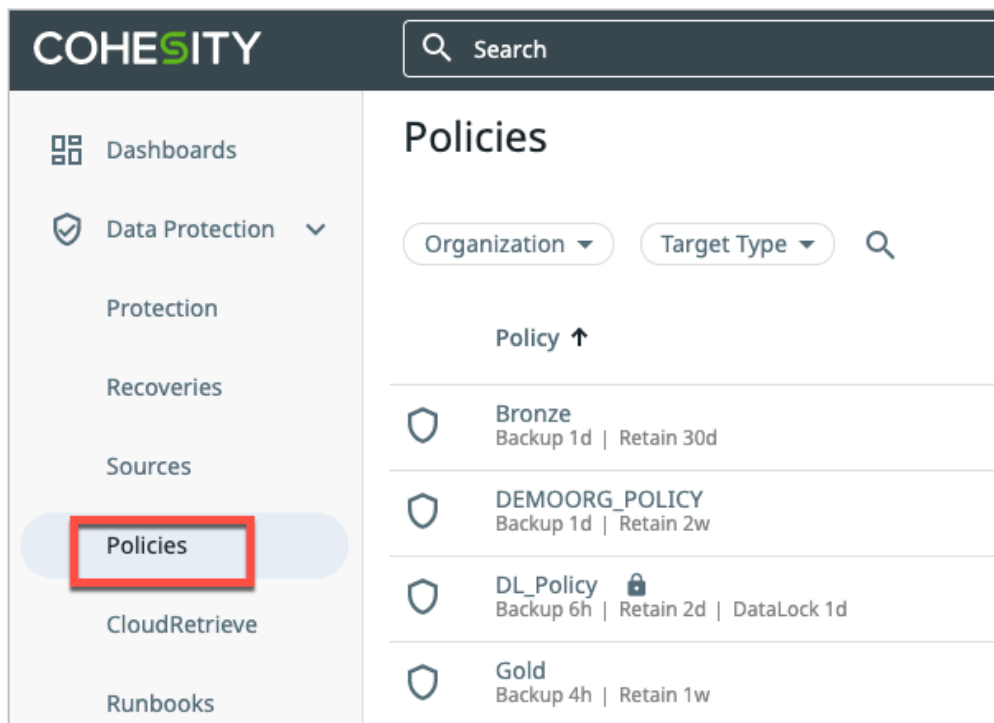 COHESITY
Search
Dashboards
Data Protection
Protection
Recoveries
Sources
Policies
CloudRetrieve
Runbooks
Policies
Organization
Target Type
Policy
Bronze
Backup 1d | Retain 30d
DEMOORG_POLICY
Backup 1d | Retain 2w
DL_Policy
Backup 6h | Retain 2d | DataLock 1d
Gold
Backup 4h | Retain 1w